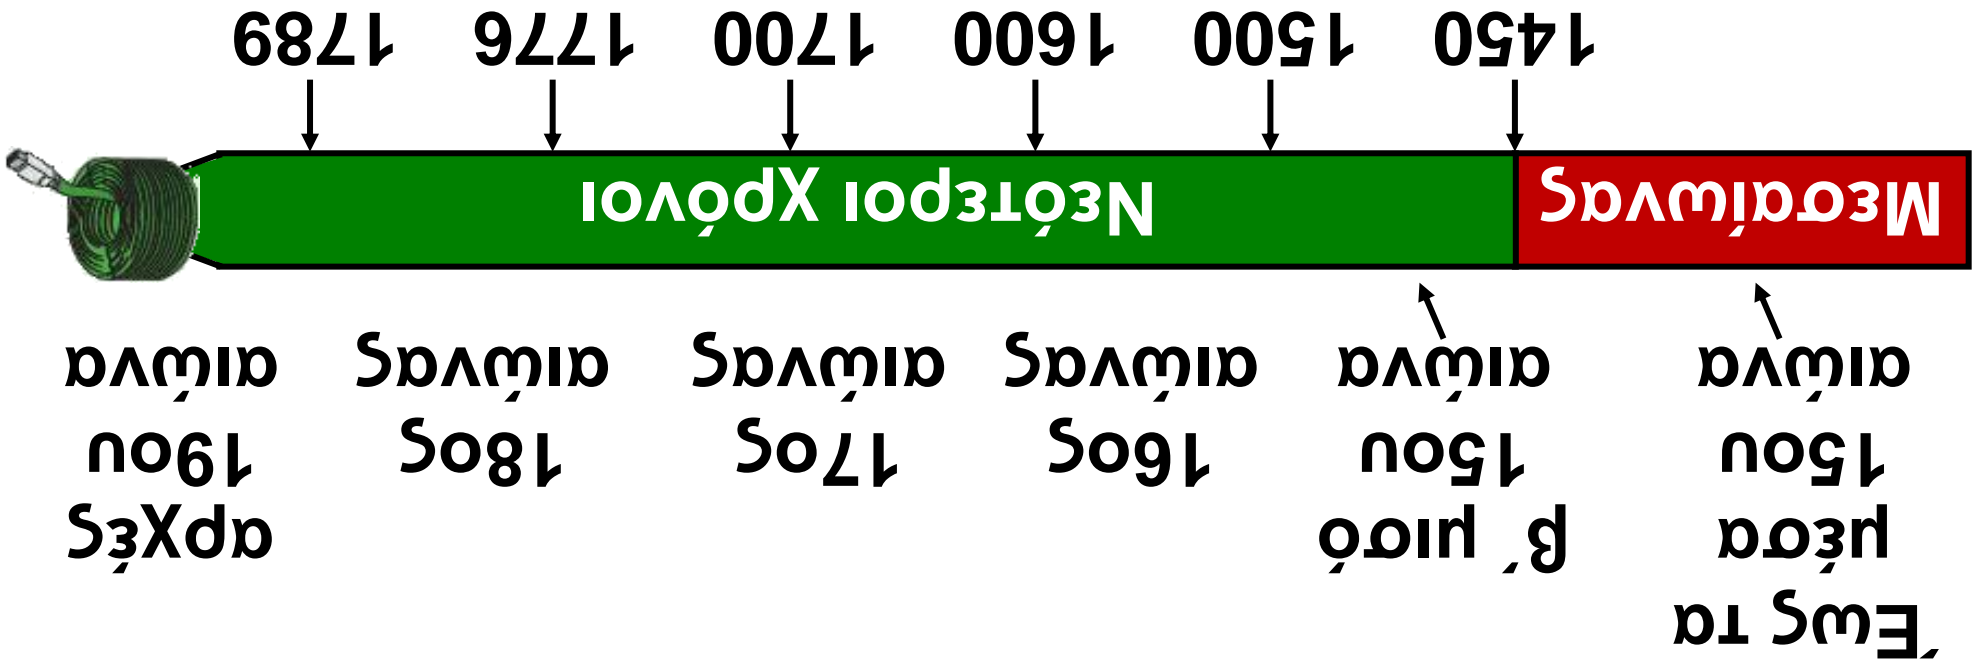 Έως τα
μέσα
15ου
αιώνα
β΄ μισό
15ου
αιώνα
16ος
αιώνας
17ος
αιώνας
18ος
αιώνας
αρχές
19ου
αιώνα
Μεσαίωνας
Νεότεροι Χρόνοι
1450
1500
1600
1700
1776
1789